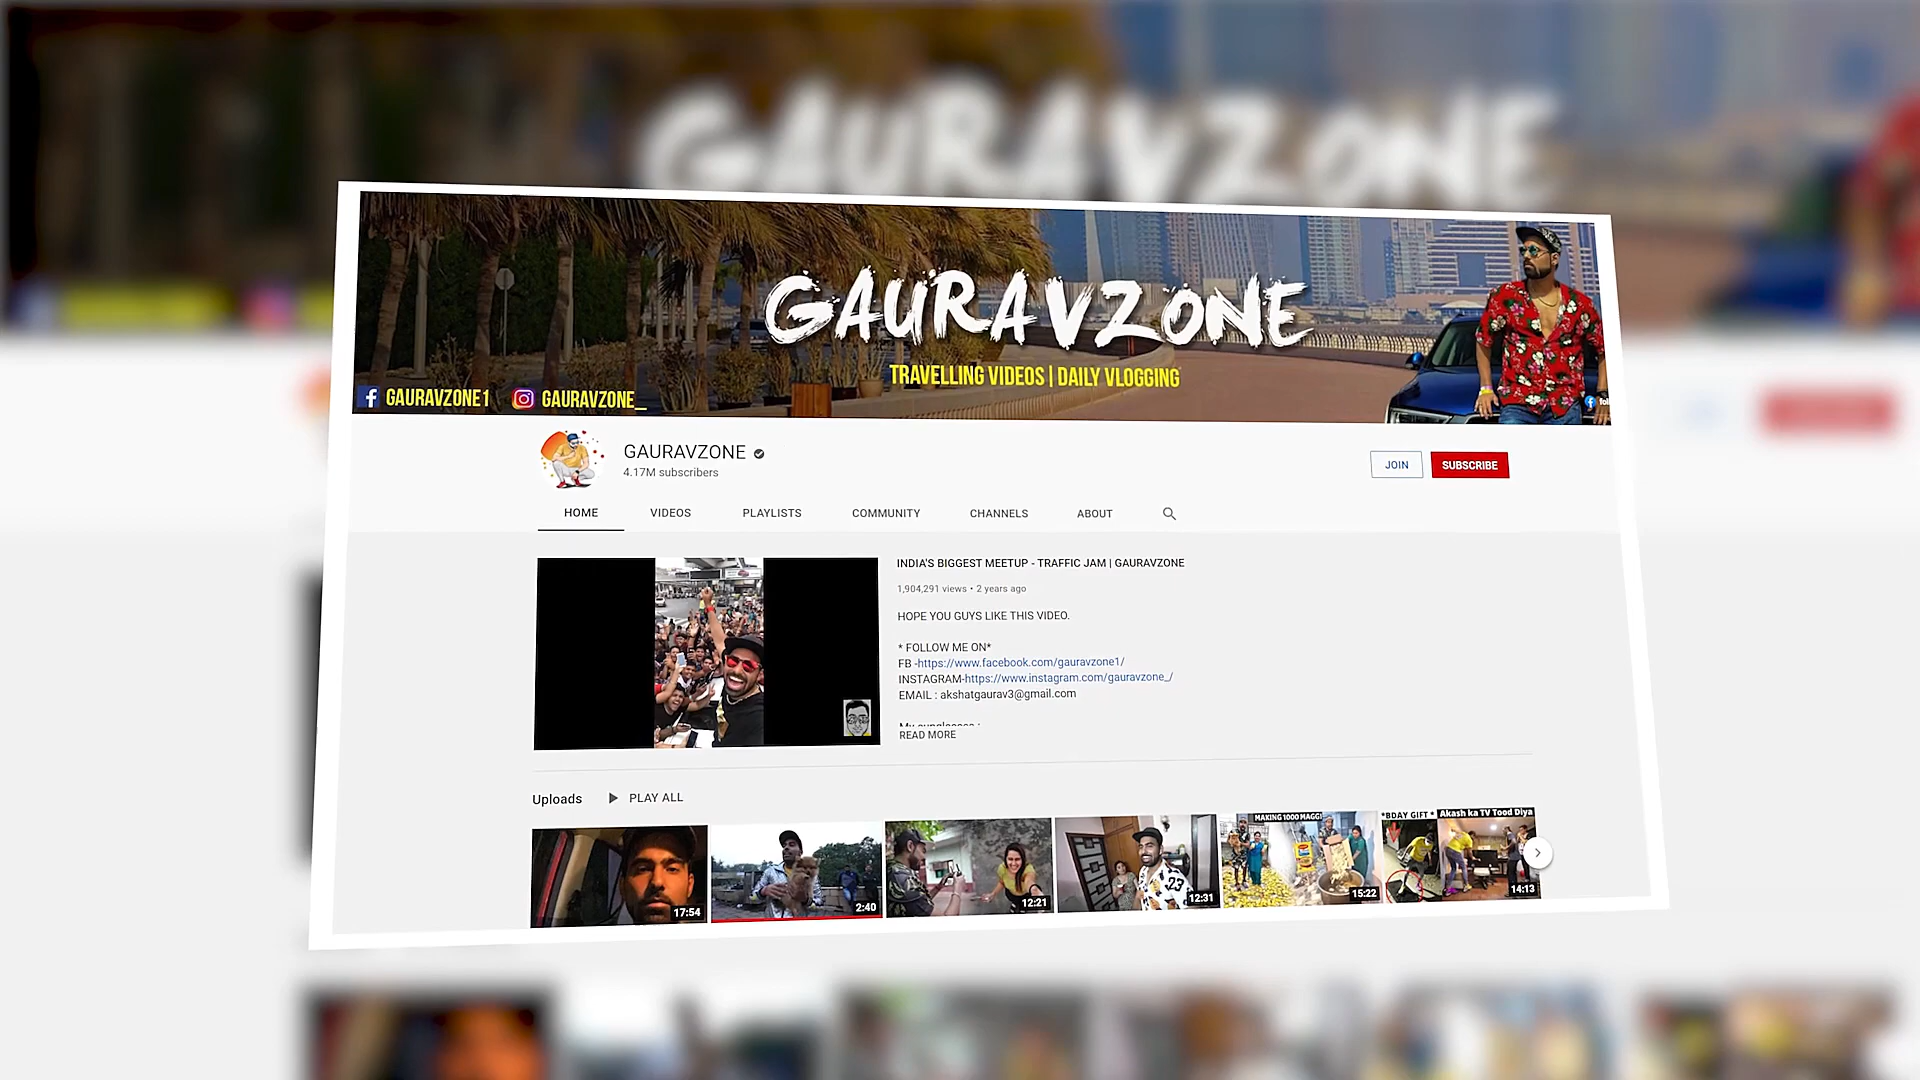 GAURAVZONE
GAURAVZONE
TRAVELLING VIDEOS | DAILY VLOGGING
GAURAVZONE1
GAURAVZONE_
GAURAVZONE
4.17M subscribers
JOIN
SUBSCRIBE
HOME
VIDEOS
PLAYLISTS
COMMUNITY
CHANNELS
ABOUT
INDIA'S BIGGEST MEETUP - TRAFFIC JAM | GAURAVZONE
1,904,291 views • 2 years ago
HOPE YOU GUYS LIKE THIS VIDEO.
* FOLLOW ME ON*
FB -https://www.facebook.com/gauravzone1/
INSTAGRAM-https://www.instagram.com/gauravzone_/
EMAIL : akshatgaurav3@gmail.com
READ MORE
Uploads
PLAY ALL
17:54
2:40
12:21
23
12:31
MAKING 1000 MAGGI
15:22
*BDAY GIFT *
Akash ka TV Tood Diya
14:13